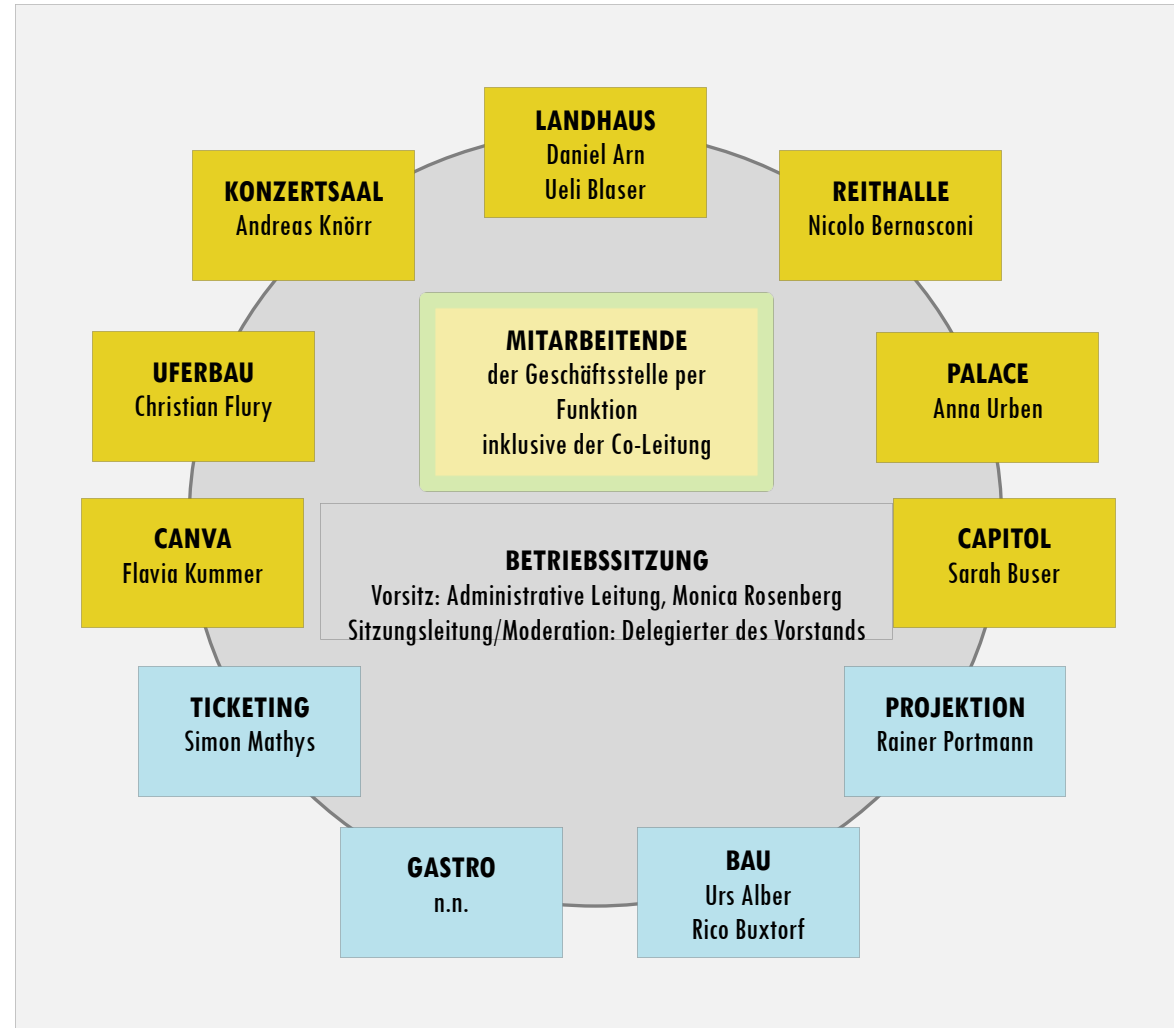 LANDHAUS
Daniel Arn
Ueli Blaser
KONZERTSAAL
Andreas Knörr
REITHALLE
Nicolo Bernasconi
MITARBEITENDE
der Geschäftsstelle per
Funktion
inklusive der Co-Leitung
UFERBAU
Christian Flury
PALACE
Anna Urben
CANVA
Flavia Kummer
BETRIEBSSITZUNG
Vorsitz: Administrative Leitung, Monica Rosenberg
Sitzungsleitung/Moderation: Delegierter des Vorstands
CAPITOL
Sarah Buser
TICKETING
Simon Mathys
PROJEKTION
Rainer Portmann
GASTRO
n.n.
BAU
Urs Alber
Rico Buxtorf